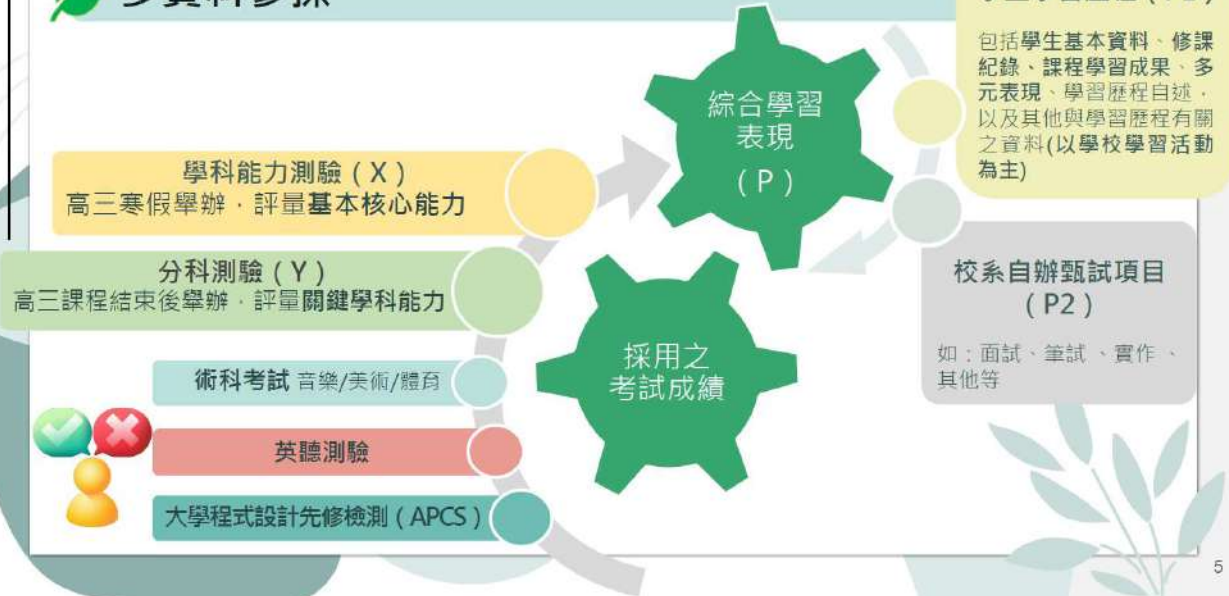 多資料參採
綜合學習
表現
(P)
包括學生基本資料、修課
紀錄、課程學習成果、多
元表現、學習歷程自述,
以及其他與學習歷程有關
之資料(以學校學習活動
為主)
學科能力測驗(X)
高三寒假舉辦,評量基本核心能力
分科測驗(Y)
高三課程結束後舉辦,評量關鍵學科能力
校系自辦甄試項目
(P2)
如:面試、筆試、實作、
其他等
採用之
考試成績
術科考試 音樂/美術/體育
英聽測驗
大學程式設計先修檢測(APCS)
5